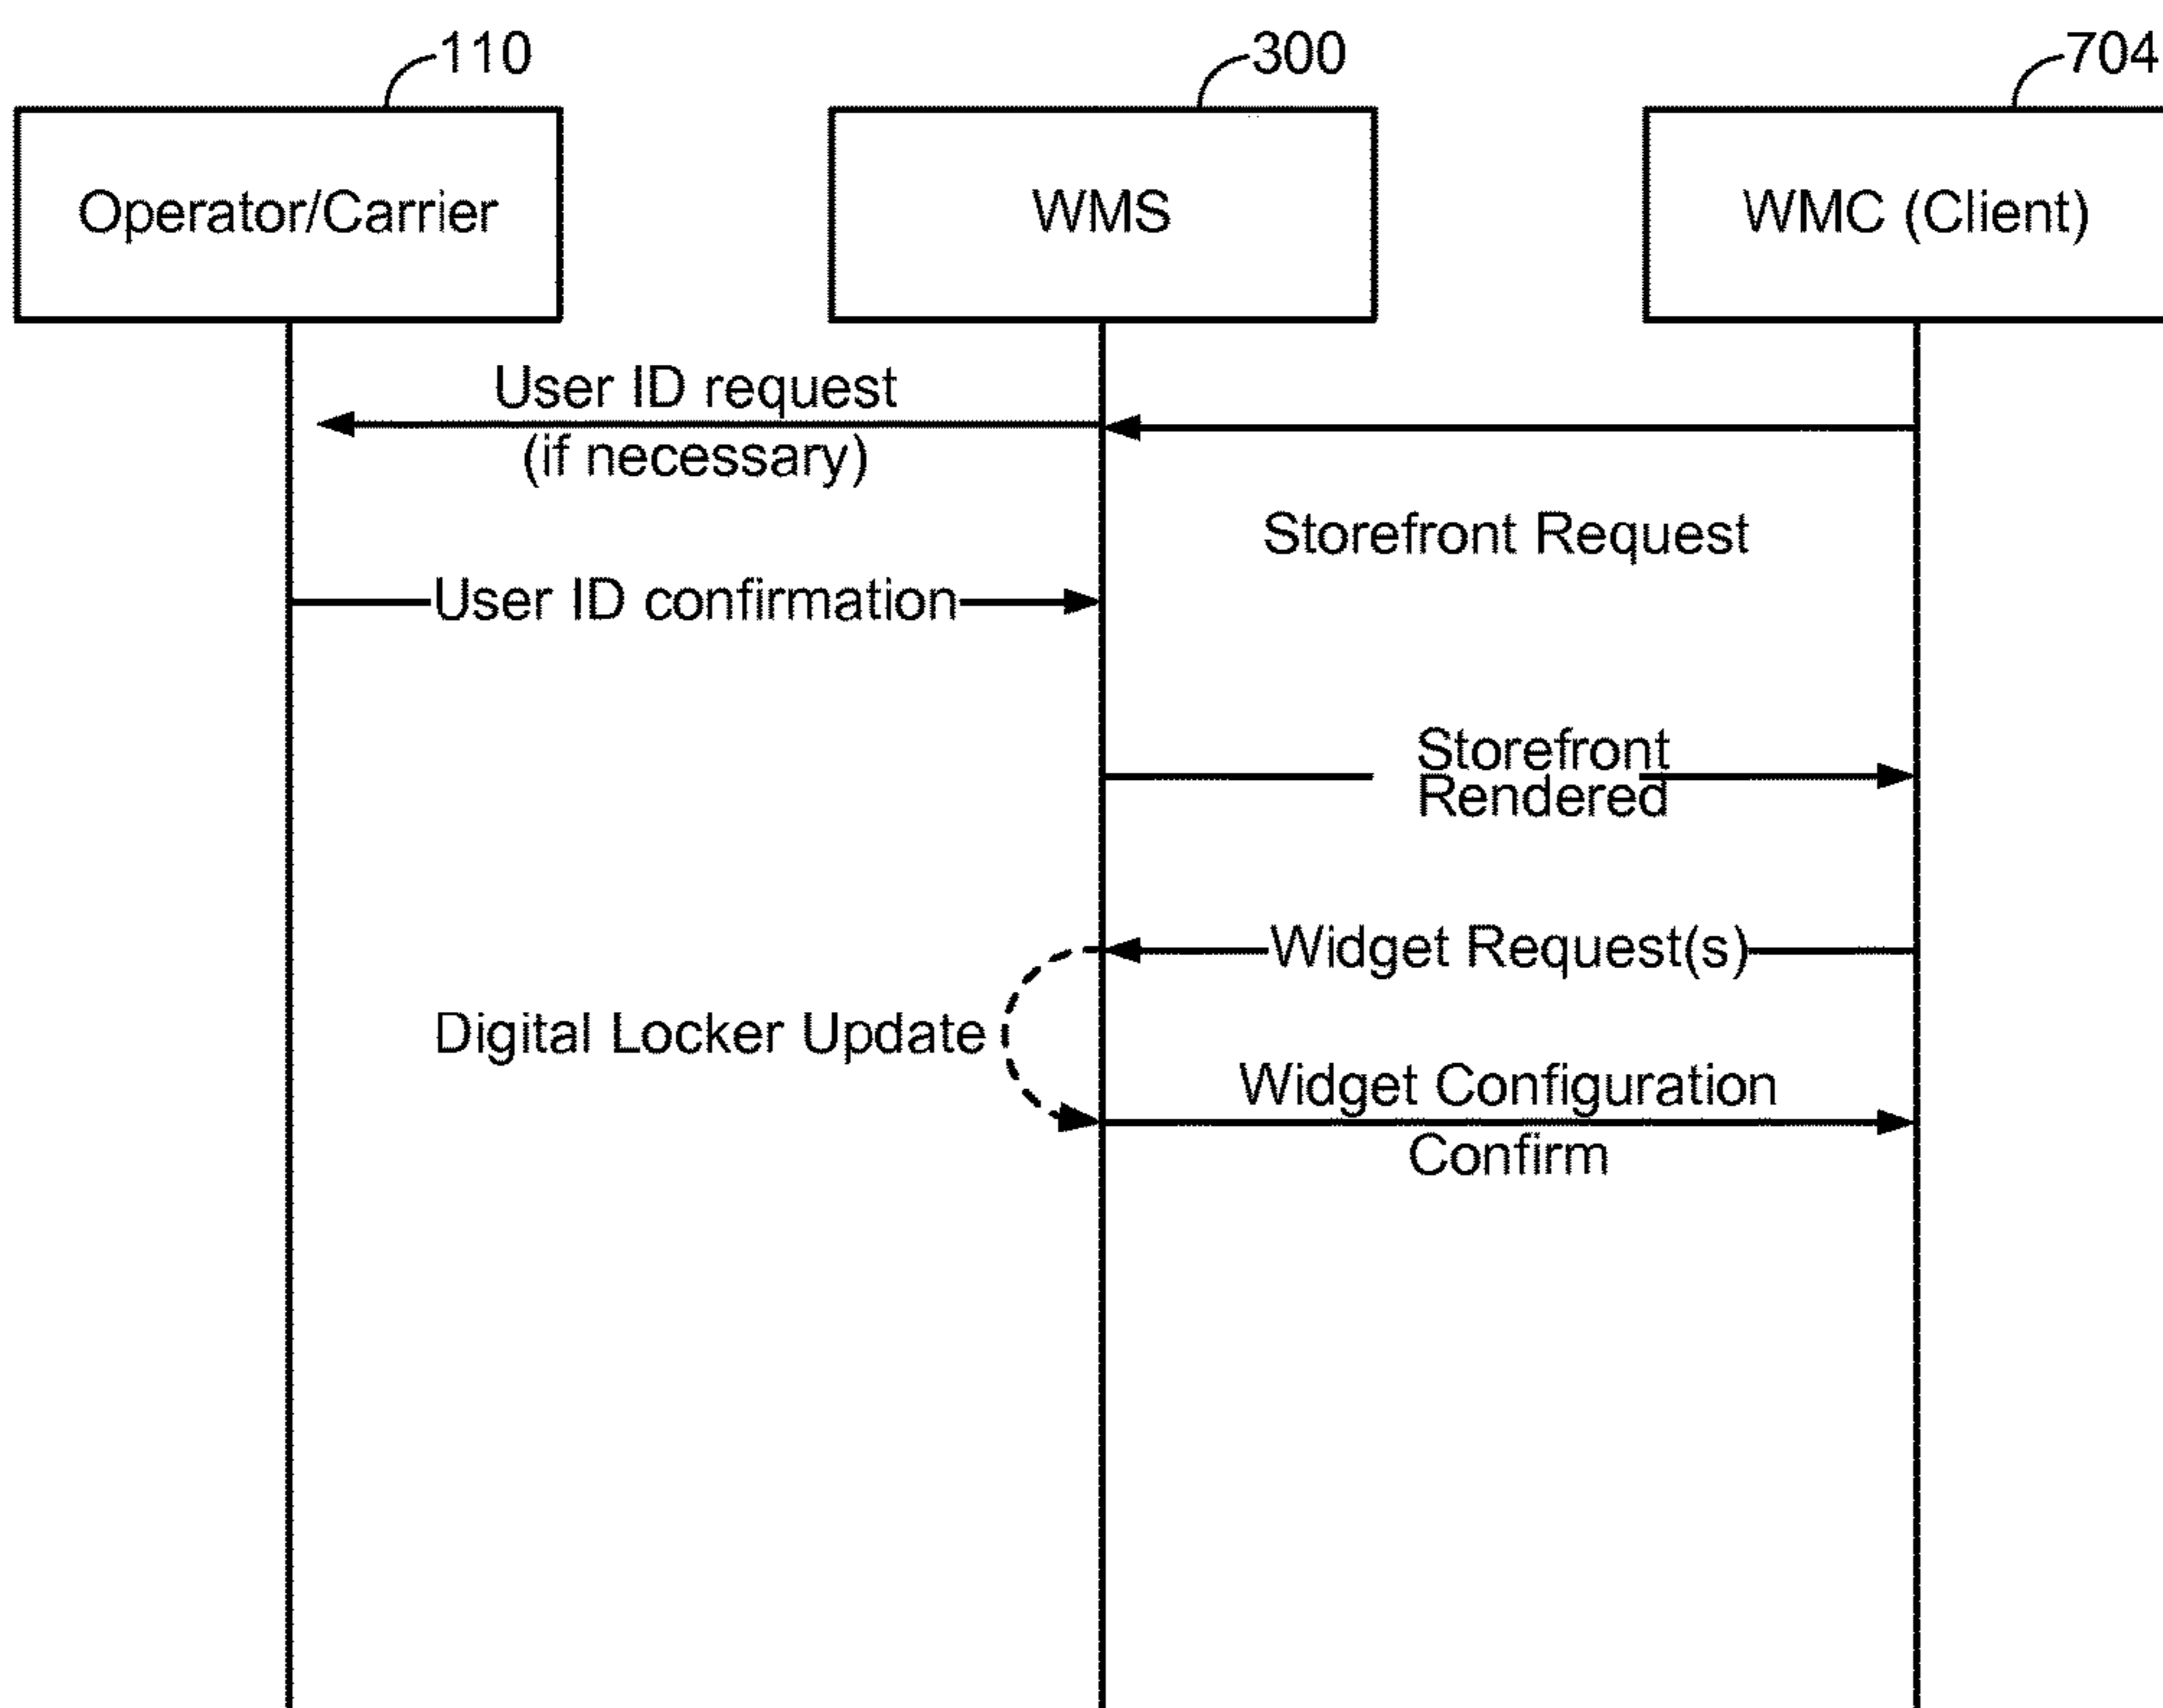 110
300
704
Operator/Carrier
WMS
WMC (Client)
User ID request
(if necessary)
Storefront Request
User ID confirmation
Storefront
Rendered
Widget Request(s)
Digital Locker Update
Widget Configuration
Confirm